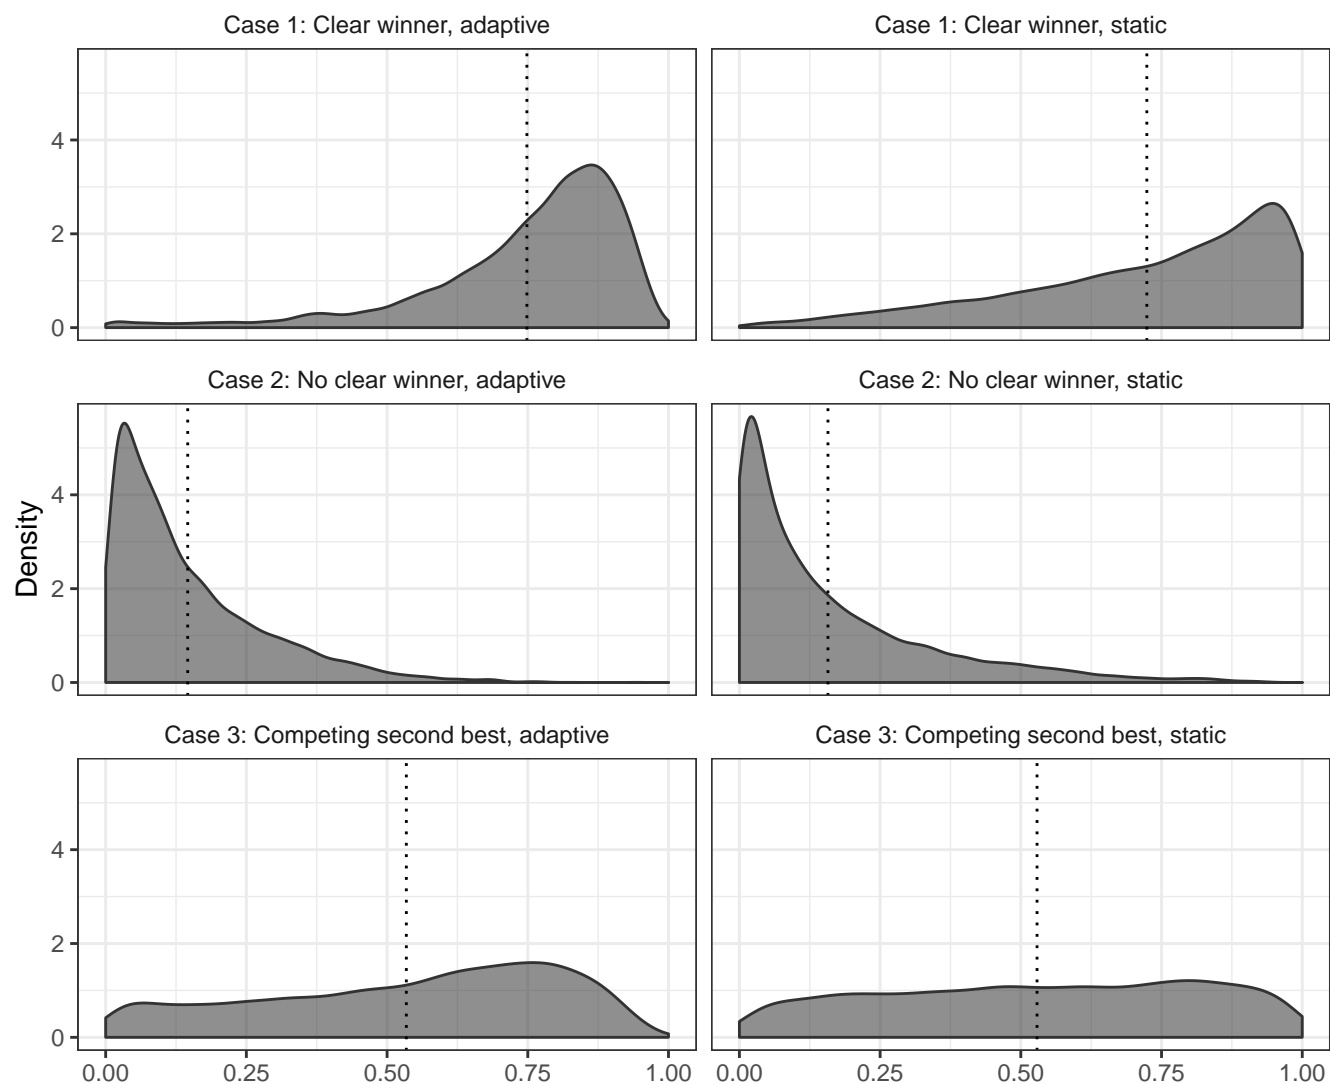 Case 1: Clear winner, adaptive
Case 1: Clear winner, static
4
2
0
Case 2: No clear winner, adaptive
Case 2: No clear winner, static
Density
4
2
0
Case 3: Competing second best, adaptive
Case 3: Competing second best, static
4
2
0
0.00 0.25 0.50 0.75 1.00
0.00 0.25 0.50 0.75 1.00